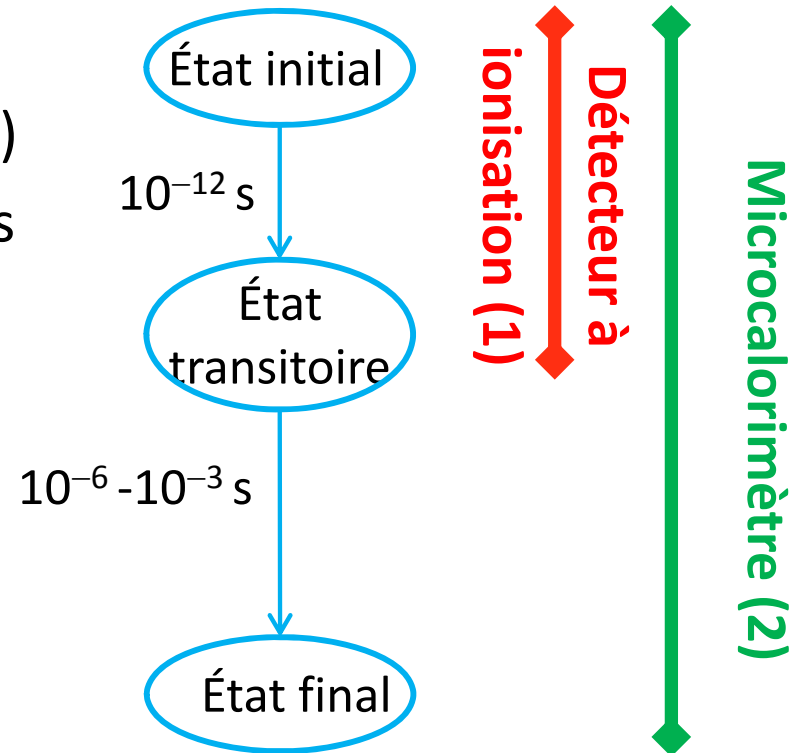 État initial
)
10⁻¹² s
s
État
transitoire
10⁻⁶ -10⁻³ s
État final
Détecteur à
ionisation (1)
Microcalorimètre (2)